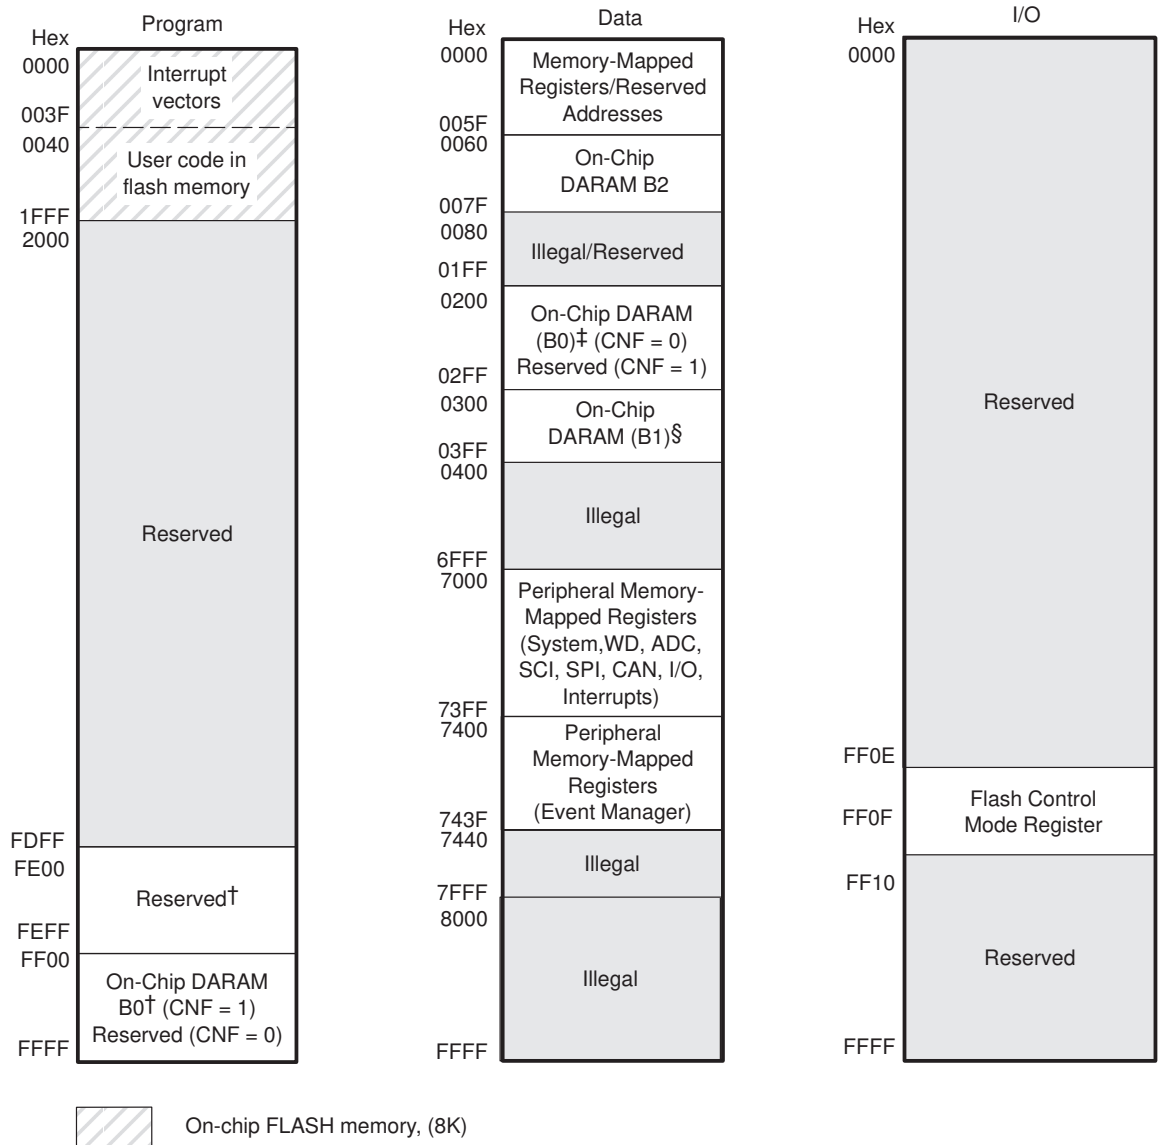 Program
Hex
0000
Interrupt
vectors
003F
0040
User code in
flash memory
1FFF
2000
Reserved
FDFF
FE00
Reserved†
FEFF
FF00
On-Chip DARAM
B0† (CNF = 1)
Reserved (CNF = 0)
FFFF
Data
Hex
0000
Memory-Mapped
Registers/Reserved
Addresses
005F
0060
On-Chip
DARAM B2
007F
0080
Illegal/Reserved
01FF
0200
On-Chip DARAM
(B0)‡ (CNF = 0)
Reserved (CNF = 1)
02FF
0300
On-Chip
DARAM (B1)§
03FF
0400
Illegal
6FFF
7000
Peripheral Memory-
Mapped Registers
(System,WD, ADC,
SCI, SPI, CAN, I/O,
Interrupts)
73FF
7400
Peripheral
Memory-Mapped
Registers
(Event Manager)
743F
7440
Illegal
7FFF
8000
Illegal
FFFF
I/O
Hex
0000
Reserved
FF0E
Flash Control
Mode Register
FF0F
FF10
Reserved
FFFF
On-chip FLASH memory, (8K)